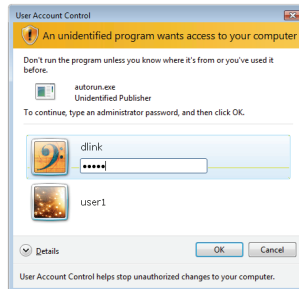 User Account Control
An unidentified program wants access to your computer
Don't run the program unless you know where it's from or you've used it
before.
autorun.exe
Unidentified Publisher
To continue, type an administrator password, and then click OK.
dlink
•••••
user1
Details
OK
Cancel
User Account Control helps stop unauthorized changes to your computer.